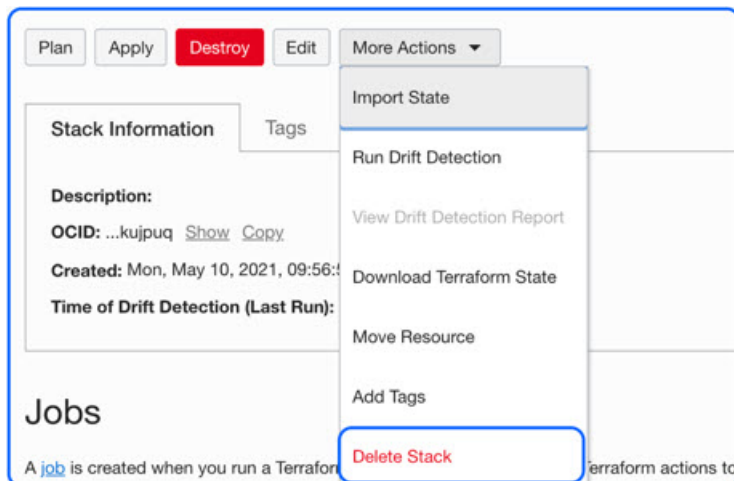 Plan Apply Destroy Edit More Actions
Import State
Stack Information Tags
Run Drift Detection
Description:
View Drift Detection Report
OCID: ...kujpuq Show Copy
Created: Mon, May 10, 2021, 09:56:
Download Terraform State
Time of Drift Detection (Last Run):
Move Resource
Add Tags
Jobs
Delete Stack
A job is created when you run a Terrafor erraform actions to